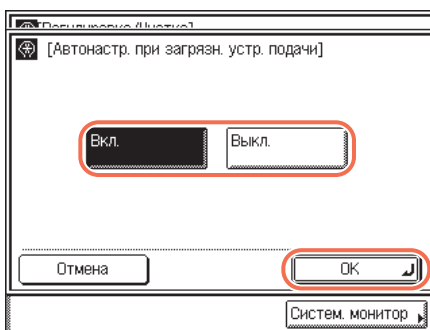 [Автонастр. при загрязн. устр. подачи]
Вкл.
Выкл.
Отмена
OK
Систем. монитор